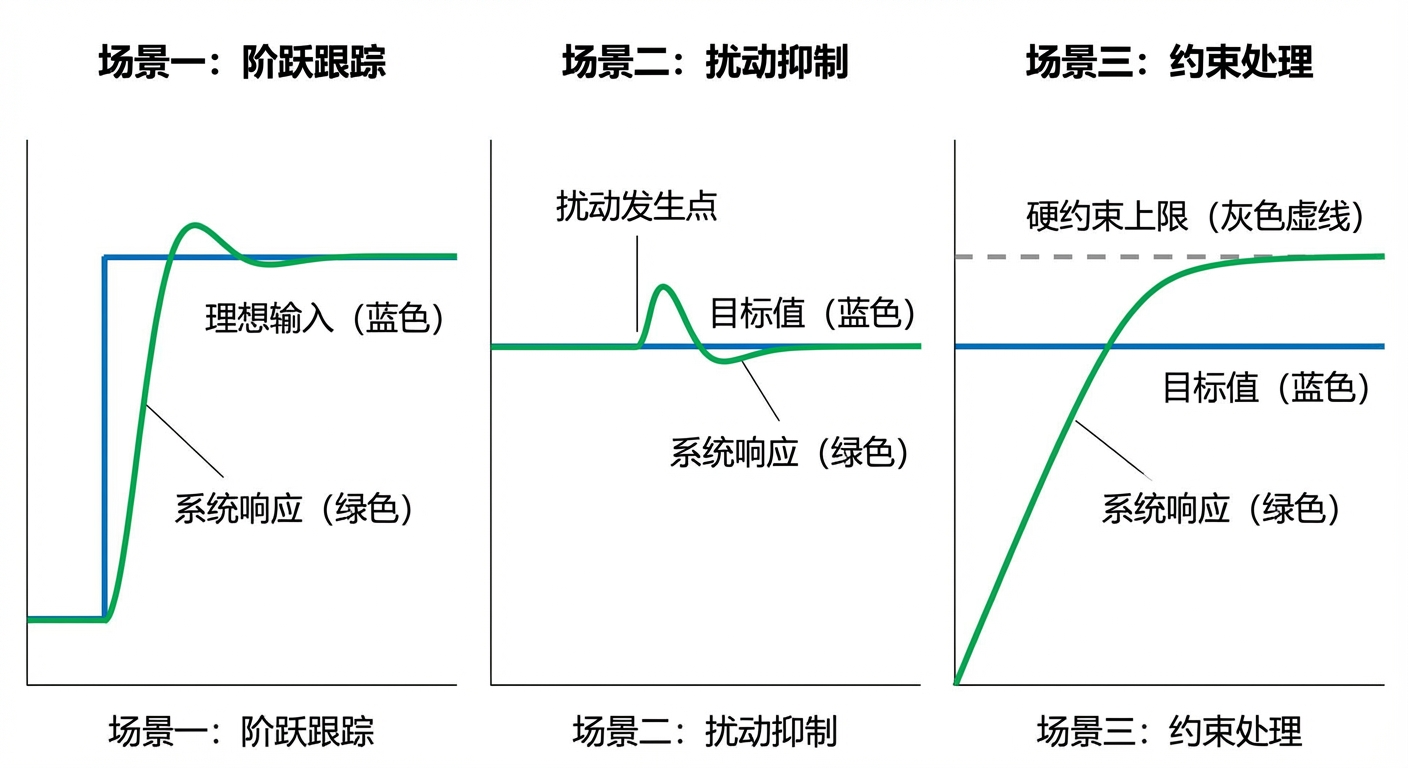 场景一：阶跃跟踪
理想输入（蓝色）
系统响应（绿色）
场景一：阶跃跟踪
场景二：扰动抑制
扰动发生点
目标值（蓝色）
系统响应（绿色）
场景二：扰动抑制
场景三：约束处理
硬约束上限（灰色虚线）
目标值（蓝色）
系统响应（绿色）
场景三：约束处理